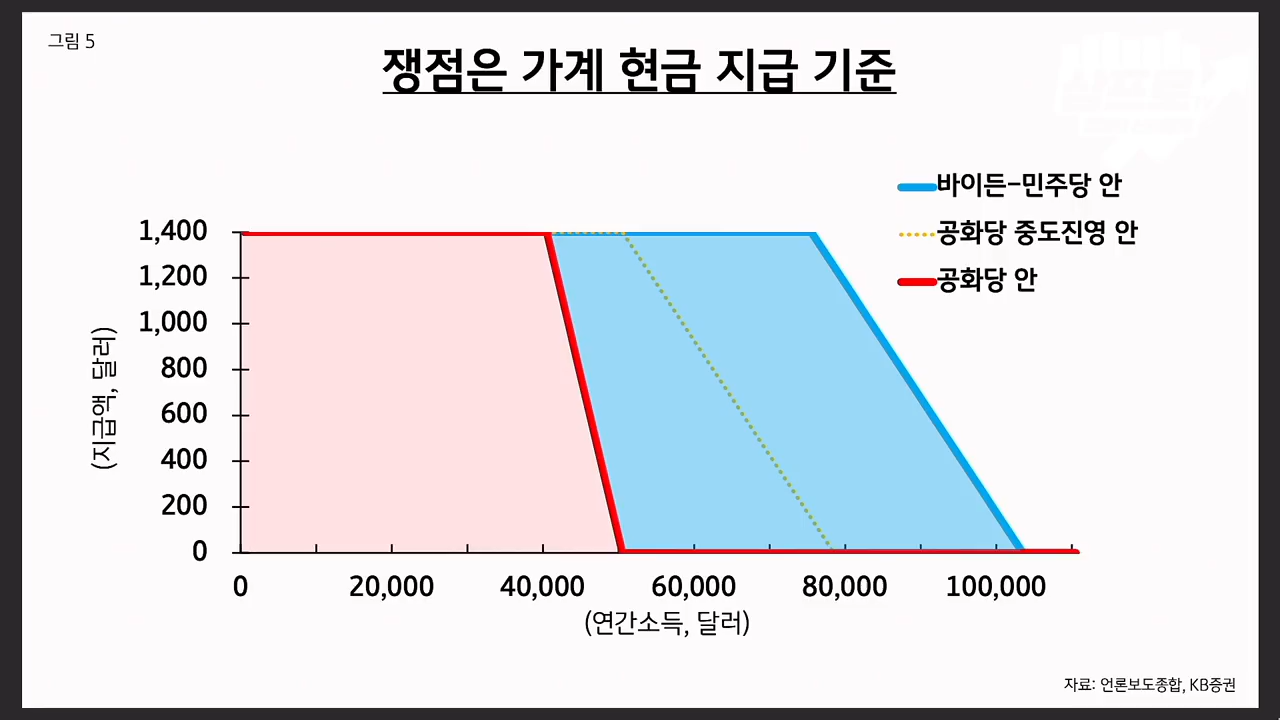 그림 5
쟁점은 가계 현금 지급 기준
바이든-민주당 안
공화당 중도진영 안
공화당 안
(지급액, 달러)
1,400
1,200
1,000
800
600
400
200
0
0 20,000 40,000 60,000 80,000 100,000
(연간소득, 달러)
자료: 언론보도종합, KB증권